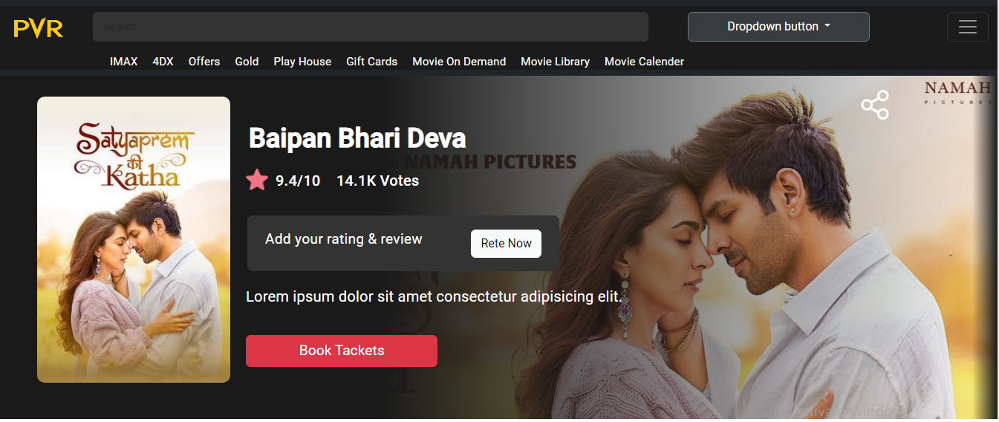 PVR
Search
Dropdown button
IMAX 4DX Offers Gold Play House Gift Cards Movie On Demand Movie Library Movie Calender
NAMAH
PICTURES
Satyaprem
की
Katha
Baipan Bhari Deva
NAMAH PICTURES
9.4/10 14.1K Votes
Add your rating & review
Rete Now
Lorem ipsum dolor sit amet consectetur adipisicing elit.
Book Tackets